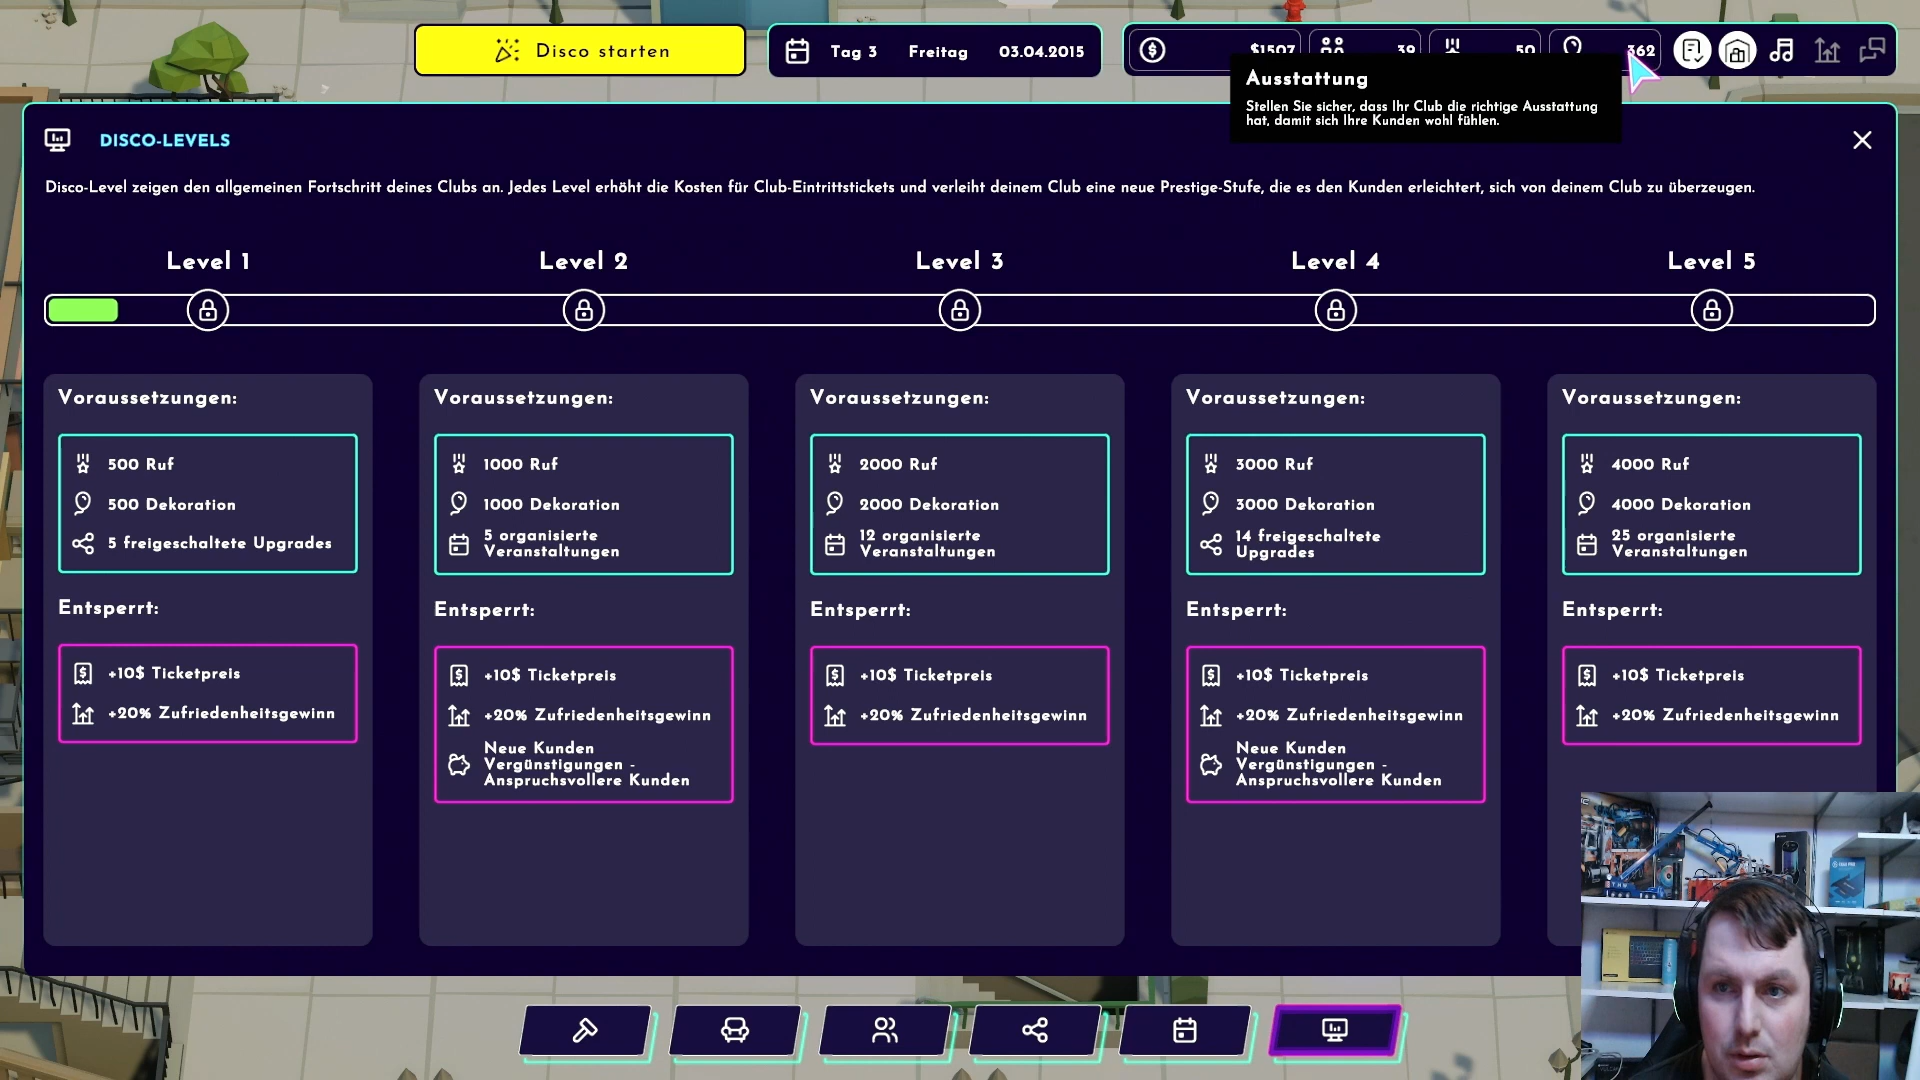 Disco starten
Tag 3 Freitag 03.04.2015
$1507 39 50 362
Ausstattung
Stellen Sie sicher, dass Ihr Club die richtige Ausstattung
hat, damit sich Ihre Kunden wohl fühlen.
DISCO-LEVELS
Disco-Level zeigen den allgemeinen Fortschritt deines Clubs an. Jedes Level erhöht die Kosten für Club-Eintrittstickets und verleiht deinem Club eine neue Prestige-Stufe, die es den Kunden erleichtert, sich von deinem Club zu überzeugen.
Level 1
Level 2
Level 3
Level 4
Level 5
Voraussetzungen:
500 Ruf
500 Dekoration
5 freigeschaltete Upgrades
Entsperrt:
+10$ Ticketpreis
+20% Zufriedenheitsgewinn
Voraussetzungen:
1000 Ruf
1000 Dekoration
5 organisierte
Veranstaltungen
Entsperrt:
+10$ Ticketpreis
+20% Zufriedenheitsgewinn
Neue Kunden
Vergünstigungen -
Anspruchsvollere Kunden
Voraussetzungen:
2000 Ruf
2000 Dekoration
12 organisierte
Veranstaltungen
Entsperrt:
+10$ Ticketpreis
+20% Zufriedenheitsgewinn
Voraussetzungen:
3000 Ruf
3000 Dekoration
14 freigeschaltete
Upgrades
Entsperrt:
+10$ Ticketpreis
+20% Zufriedenheitsgewinn
Neue Kunden
Vergünstigungen -
Anspruchsvollere Kunden
Voraussetzungen:
4000 Ruf
4000 Dekoration
25 organisierte
Veranstaltungen
Entsperrt:
+10$ Ticketpreis
+20% Zufriedenheitsgewinn